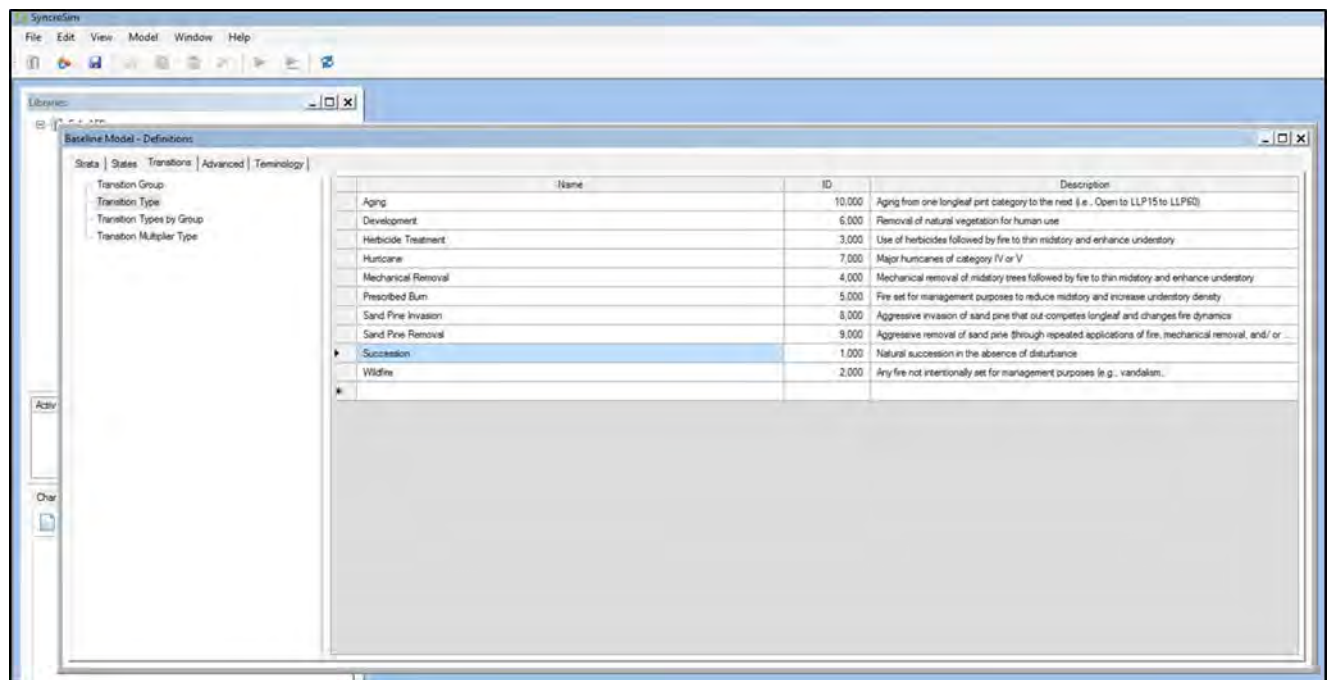 SyncroSim
File Edit View Model Window Help
Libraries
Baseline Model - Definitions
Strata | States Transitions | Advanced | Teminology |
Transition Group
Transition Type
Transition Types by Group
Transition Multiplier Type
Name ID Description
Aging 10,000 Aging from one longleaf pint category to the next (i.e., Open to LLP15 to LLP60)
Development 6,000 Removal of natural vegetation for human use
Herbicide Treatment 3,000 Use of herbicides followed by fire to thin midstory and enhance understory
Hurricane 7,000 Major hurricanes of category IV or V
Mechanical Removal 4,000 Mechanical removal of midstory trees followed by fire to thin midstory and enhance understory
Prescribed Burn 5,000 Fire set for management purposes to reduce midstory and increase understory density
Sand Pine Invasion 8,000 Aggressive invasion of sand pine that out-competes longleaf and changes fire dynamics
Sand Pine Removal 9,000 Aggressive removal of sand pine (through repeated applications of fire, mechanical removal, and/ or ...
Succession 1,000 Natural succession in the absence of disturbance
Wildfire 2,000 Any fire not intentionally set for management purposes (e.g., vandalism,
Activ
Char